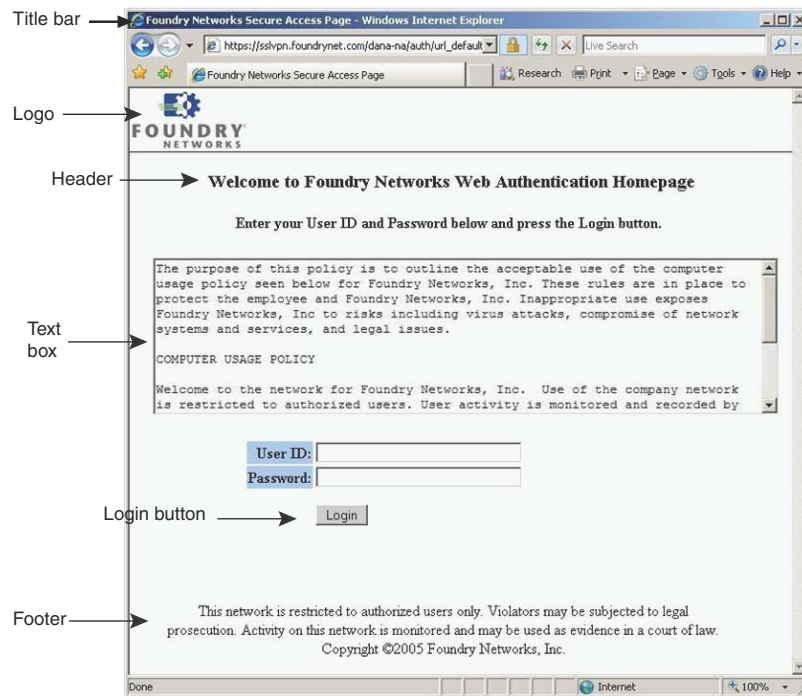 Title bar
Foundry Networks Secure Access Page - Windows Internet Explorer
https://sslvpn.foundrynet.com/dana-na/auth/url_default
Live Search
Foundry Networks Secure Access Page
Research Print Page Tools Help
Logo
FOUNDRY
NETWORKS
Header
Welcome to Foundry Networks Web Authentication Homepage
Enter your User ID and Password below and press the Login button.
Text
box
The purpose of this policy is to outline the acceptable use of the computer
usage policy seen below for Foundry Networks, Inc. These rules are in place to
protect the employee and Foundry Networks, Inc. Inappropriate use exposes
Foundry Networks, Inc to risks including virus attacks, compromise of network
systems and services, and legal issues.
COMPUTER USAGE POLICY
Welcome to the network for Foundry Networks, Inc.  Use of the company network
is restricted to authorized users. User activity is monitored and recorded by
User ID:
Password:
Login button
Login
Footer
This network is restricted to authorized users only. Violators may be subjected to legal
prosecution. Activity on this network is monitored and may be used as evidence in a court of law.
Copyright ©2005 Foundry Networks, Inc.
Done
Internet
100%